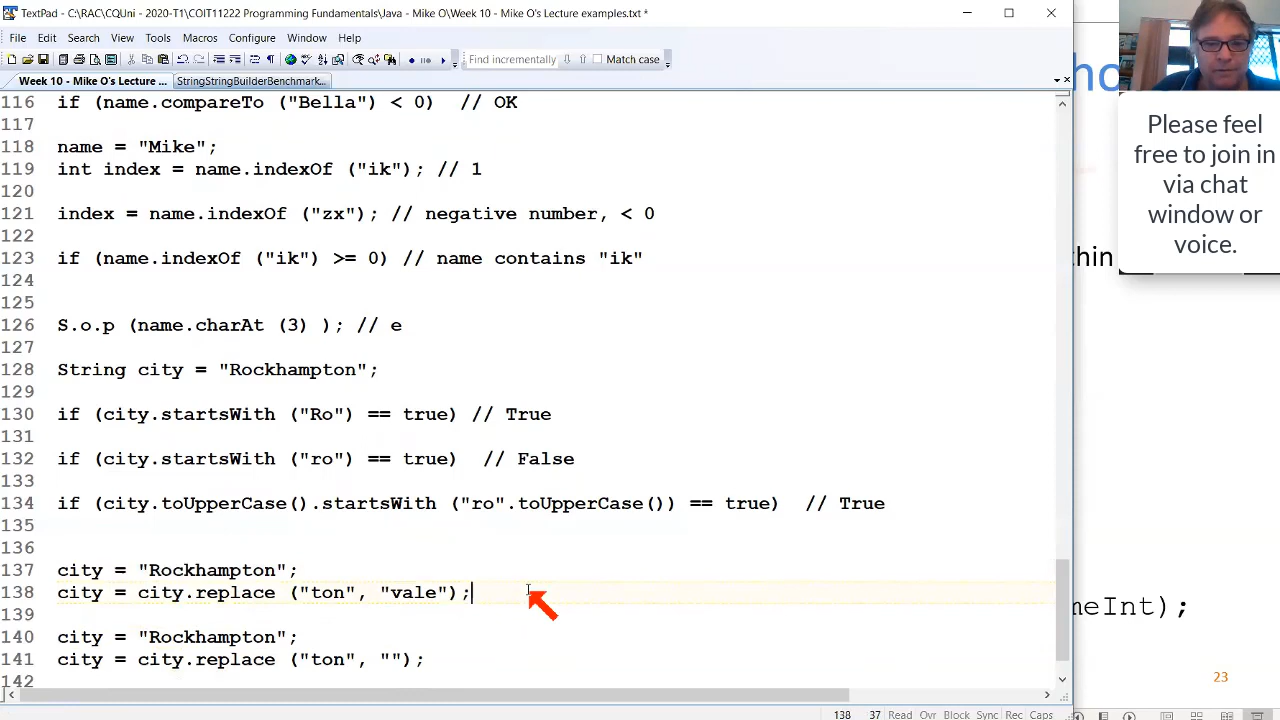 TextPad - C:\RAC\CQUni - 2020-T1\COIT11222 Programming Fundamentals\Java - Mike O\Week 10 - Mike O's Lecture examples.txt *
File Edit Search View Tools Macros Configure Window Help
Find incrementally Match case
Week 10 - Mike O's Lecture ... StringStringBuilderBenchmark...
116 if (name.compareTo ("Bella") < 0) // OK
117
118 name = "Mike";
119 int index = name.indexOf ("ik"); // 1
120
121 index = name.indexOf ("zx"); // negative number, < 0
122
123 if (name.indexOf ("ik") >= 0) // name contains "ik"
124
125
126 S.o.p (name.charAt (3) ); // e
127
128 String city = "Rockhampton";
129
130 if (city.startsWith ("Ro") == true) // True
131
132 if (city.startsWith ("ro") == true) // False
133
134 if (city.toUpperCase().startsWith ("ro".toUpperCase()) == true) // True
135
136
137 city = "Rockhampton";
138 city = city.replace ("ton", "vale");
139
140 city = "Rockhampton";
141 city = city.replace ("ton", "");
142
138 37 Read Ovr Block Sync Rec Caps
ho
Please feel
free to join in
via chat
window or
voice.
thin
meInt);
23